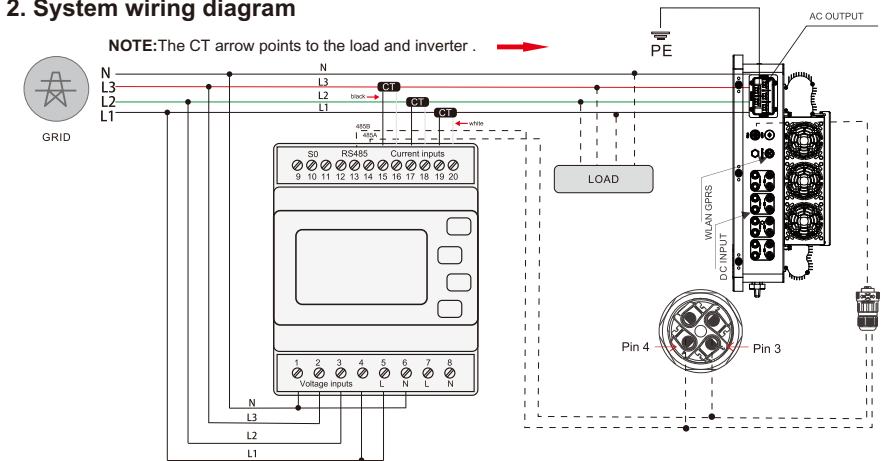 2. System wiring diagram
AC OUTPUT
NOTE:The CT arrow points to the load and inverter .
PE
N
L3
L2
L1
GRID
N
L3
L2
L1
black
CT
CT
CT
white
485B
485A
S0 RS485 Current inputs
9 10 11 12 13 14 15 16 17 18 19 20
LOAD
WLAN GPRS
DC INPUT
Pin 4
Pin 3
1 2 3 4 5 6 7 8
Voltage inputs L N L N
N
L3
L2
L1